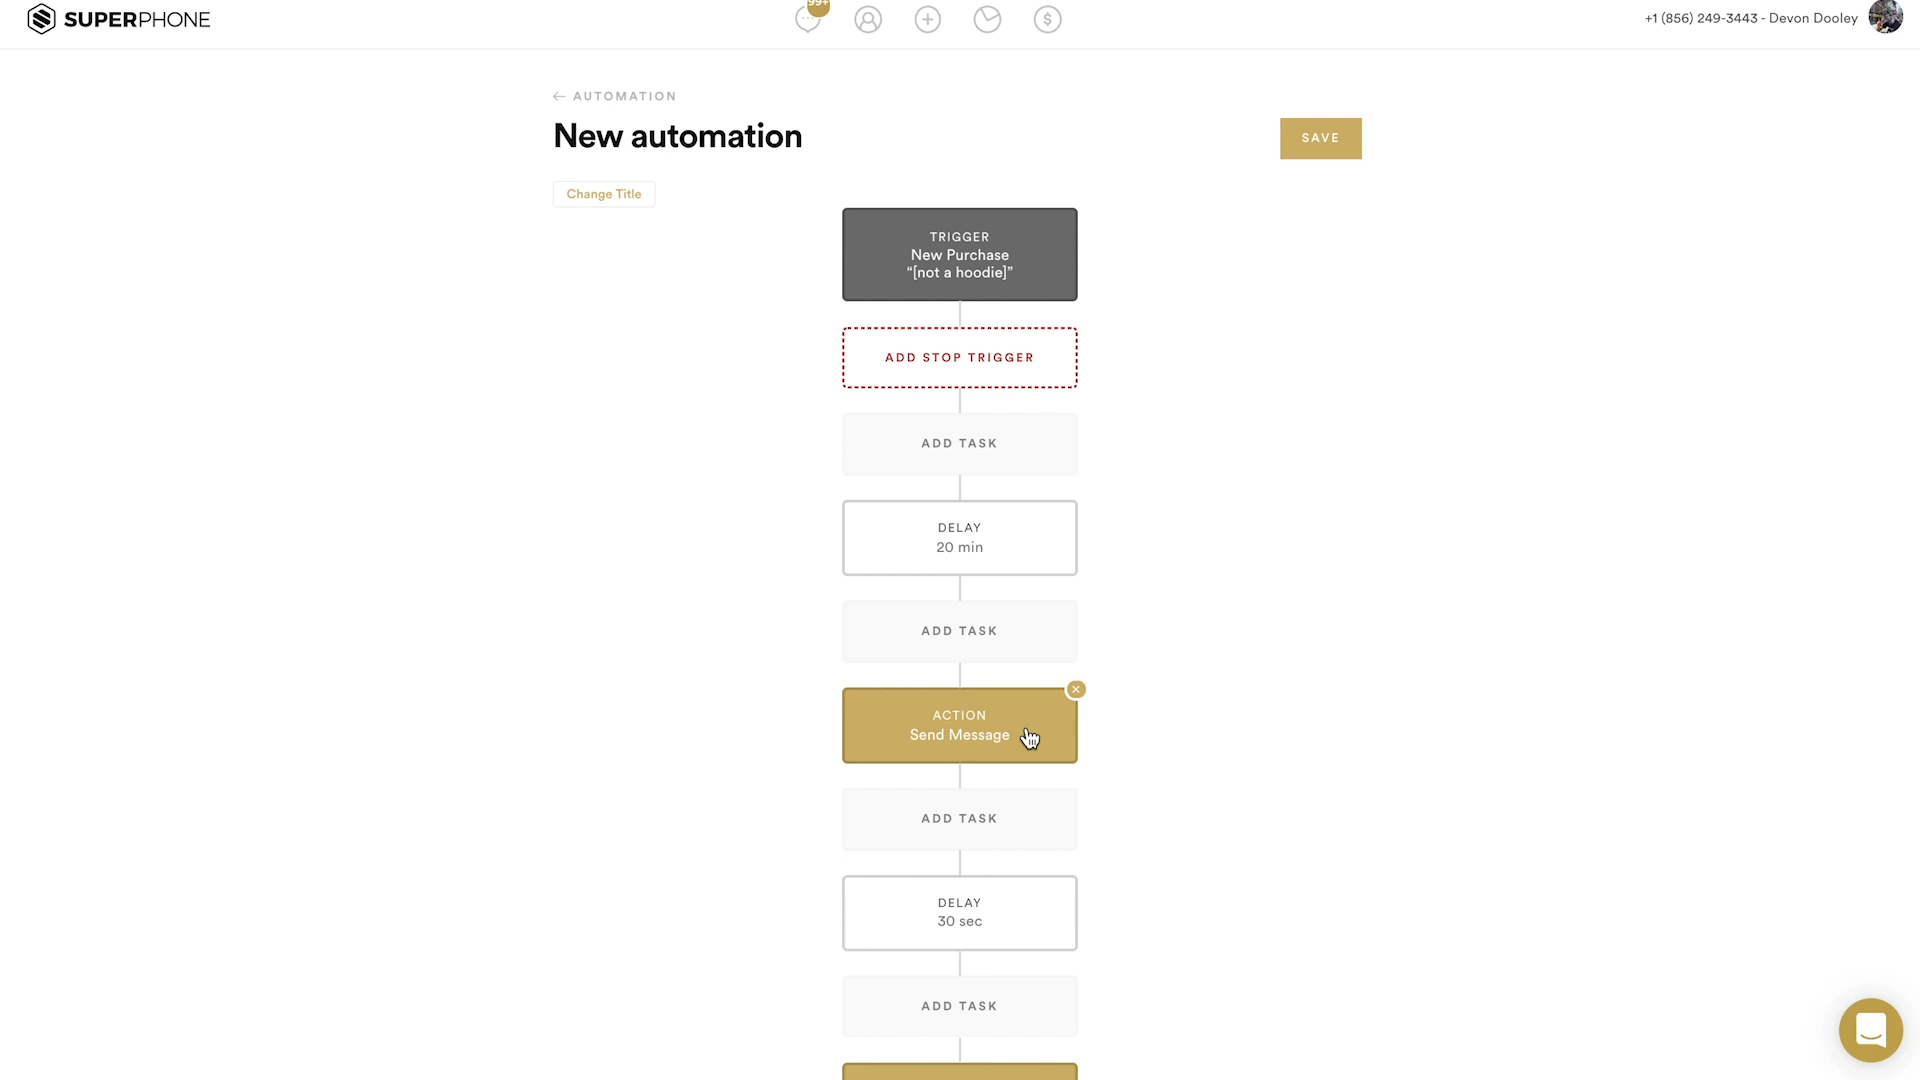 SUPERPHONE
99+
$
+1 (856) 249-3443 - Devon Dooley
← AUTOMATION
New automation
SAVE
Change Title
TRIGGER
New Purchase
“[not a hoodie]”
ADD STOP TRIGGER
ADD TASK
DELAY
20 min
ADD TASK
ACTION
Send Message
ADD TASK
DELAY
30 sec
ADD TASK